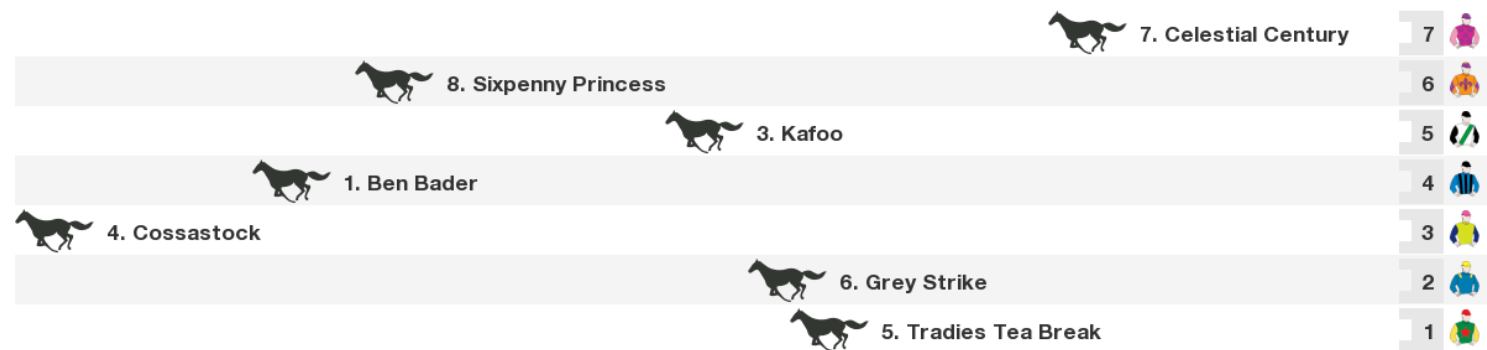 7. Celestial Century 7
8. Sixpenny Princess 6
3. Kafoo 5
1. Ben Bader 4
4. Cossastock 3
6. Grey Strike 2
5. Tradies Tea Break 1